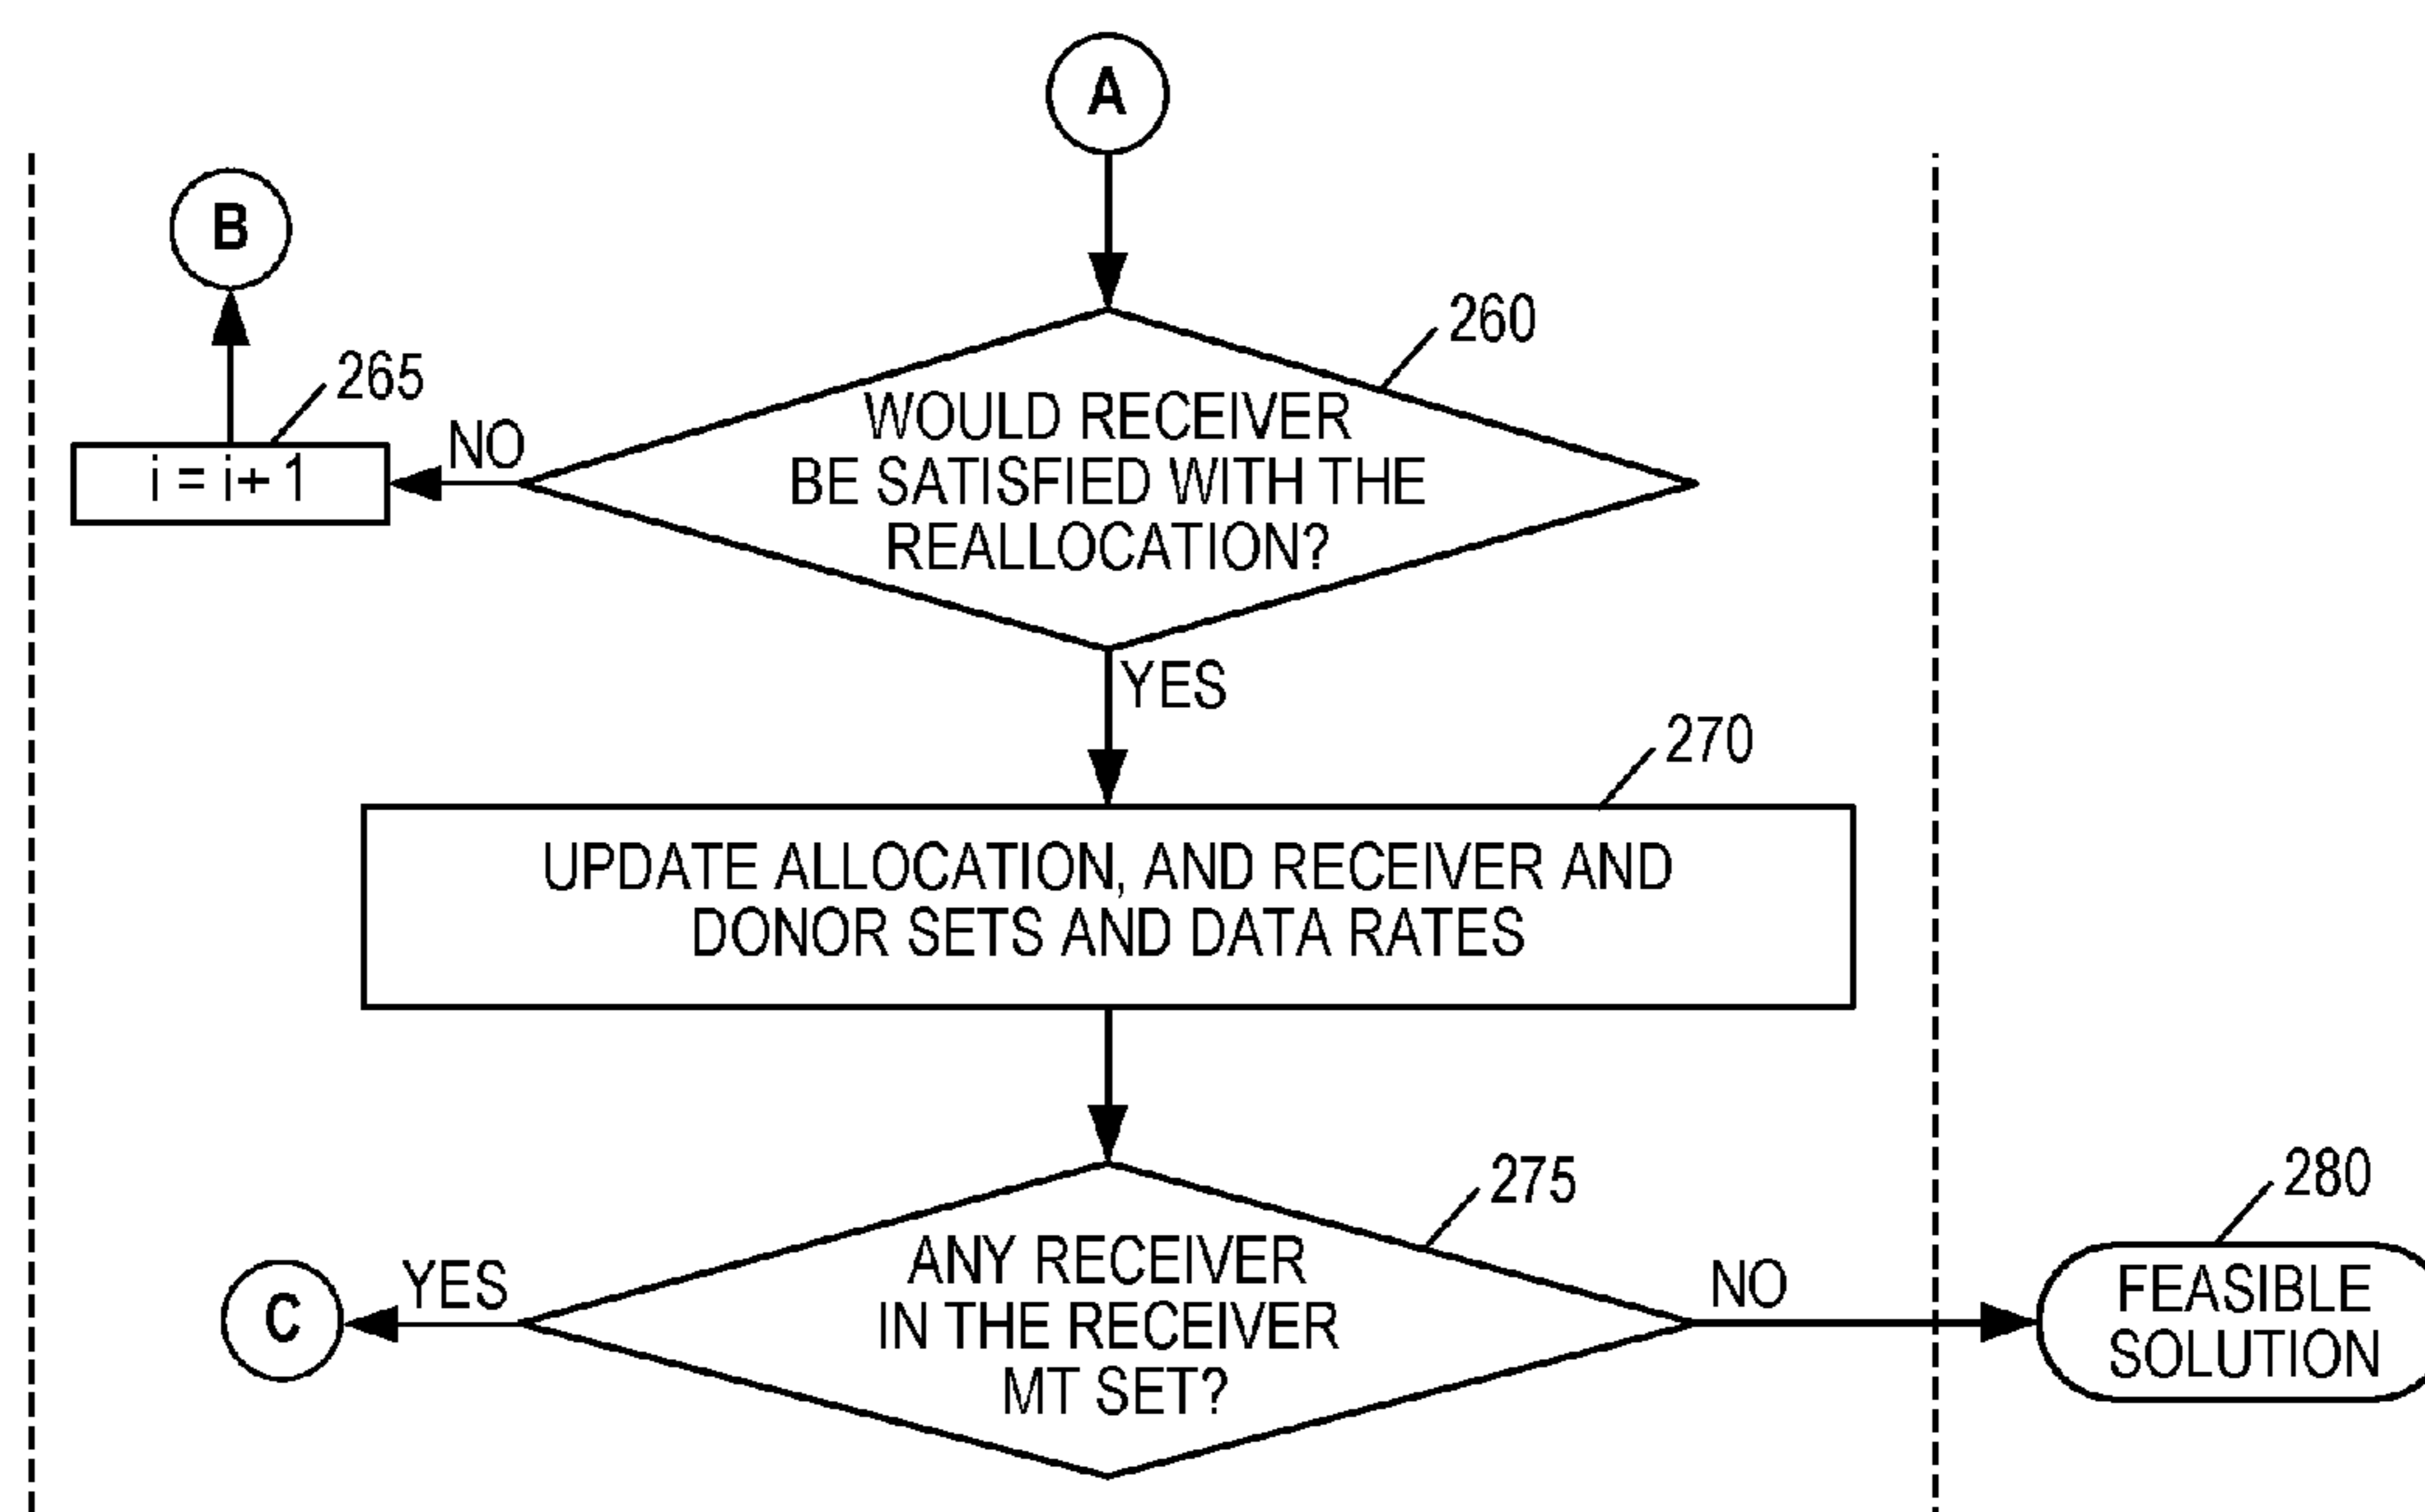 A
B
260
265
WOULD RECEIVER
BE SATISFIED WITH THE
REALLOCATION?
NO
i = i+ 1
YES
270
UPDATE ALLOCATION, AND RECEIVER AND
DONOR SETS AND DATA RATES
275
280
ANY RECEIVER
IN THE RECEIVER
MT SET?
YES
C
NO
FEASIBLE
SOLUTION